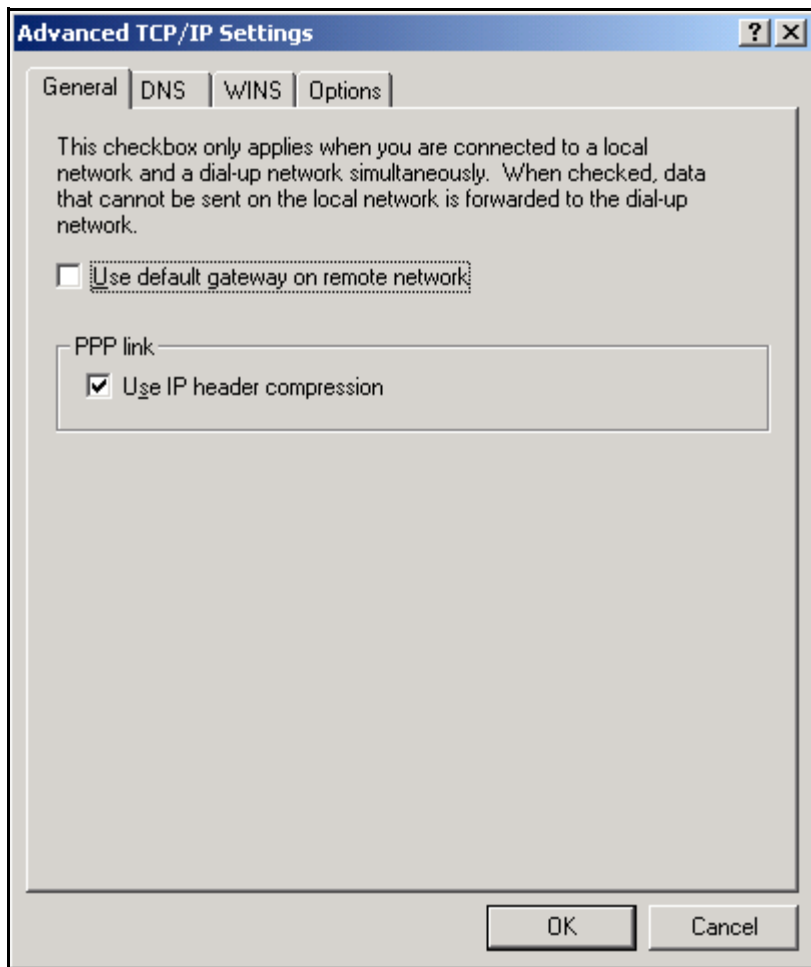 Advanced TCP/IP Settings
General DNS WINS Options
This checkbox only applies when you are connected to a local
network and a dial-up network simultaneously. When checked, data
that cannot be sent on the local network is forwarded to the dial-up
network.
Use default gateway on remote network
PPP link
Use IP header compression
OK Cancel